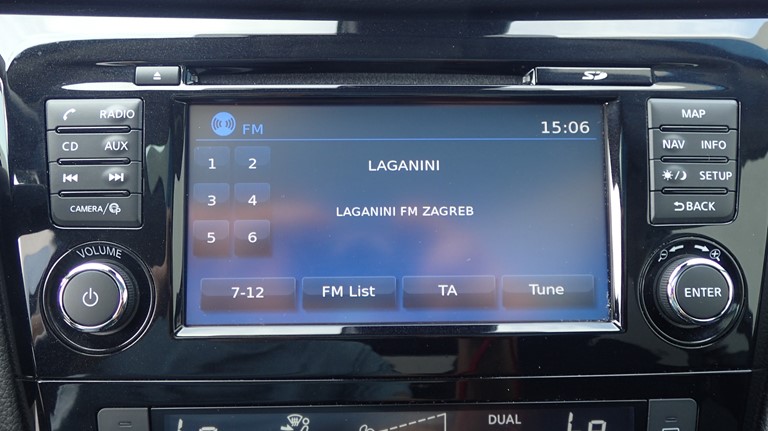 RADIO
CD AUX
CAMERA/
VOLUME
SD
FM 15:06
1 2
LAGANINI
3 4
LAGANINI FM ZAGREB
5 6
7-12 FM List TA Tune
MAP
NAV INFO
SETUP
BACK
ENTER
DUAL